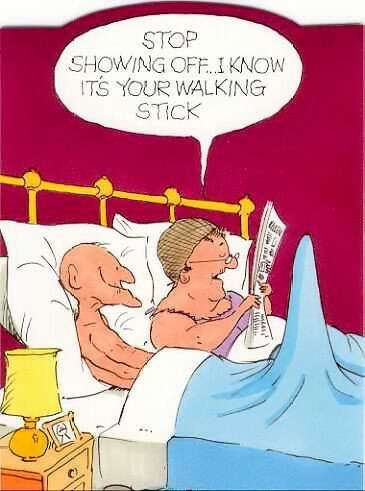 STOP
SHOWING OFF...I KNOW
IT'S YOUR WALKING
STICK